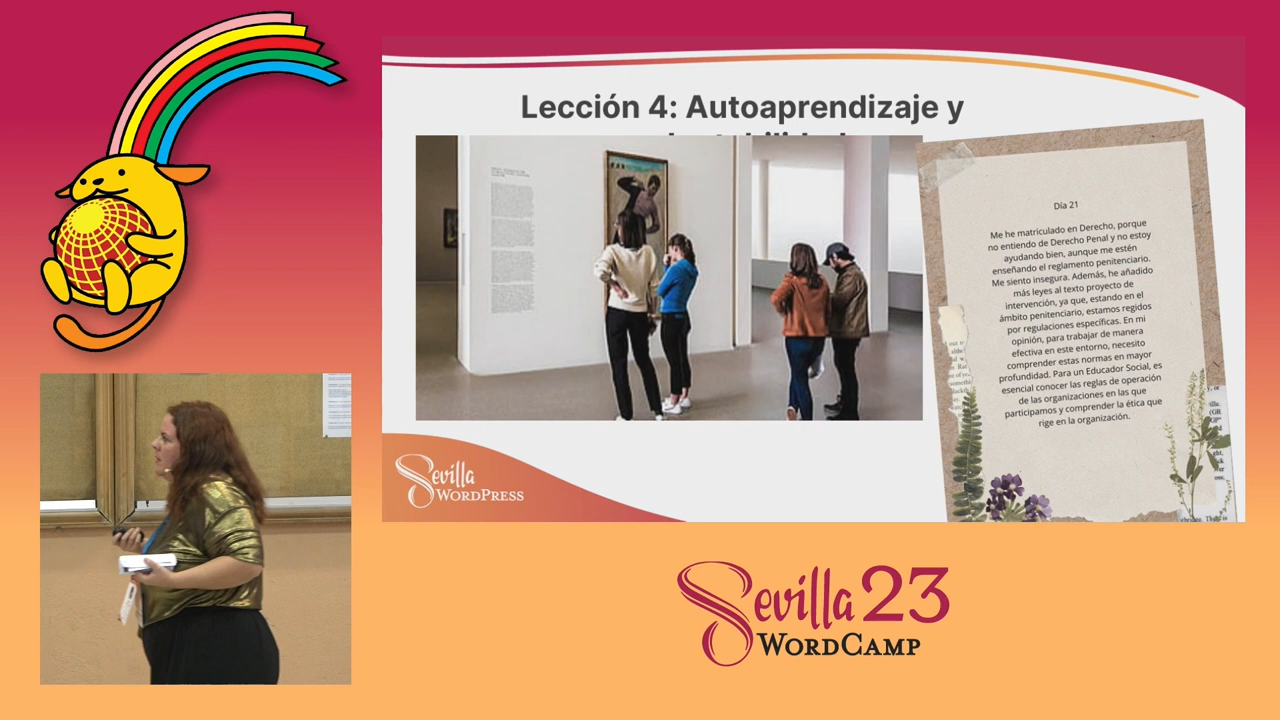 Lección 4: Autoaprendizaje y
Día 21
Me he matriculado en Derecho, porque
no entiendo de Derecho Penal y no estoy
ayudando bien, aunque me estén
enseñando el reglamento penitenciario.
Me siento insegura. Además, he añadido
más leyes al texto proyecto de
intervención, ya que, estando en el
ámbito penitenciario, estamos regidos
por regulaciones específicas. En mi
opinión, para trabajar de manera
efectiva en este entorno, necesito
comprender estas normas en mayor
profundidad. Para un Educador Social, es
esencial conocer las reglas de operación
de las organizaciones en las que
participamos y comprender la ética que
rige en la organización.
Sevilla
WORDPRESS
Sevilla 23
WORDCAMP